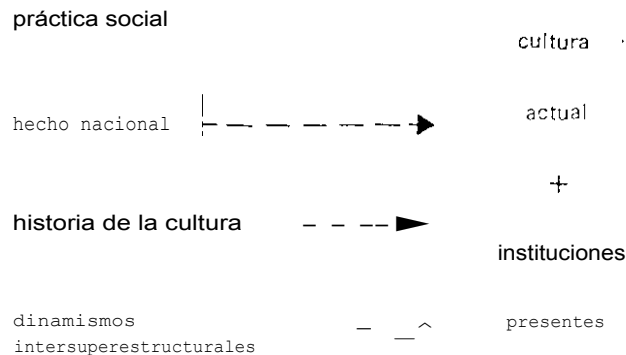 práctica social
cultura
hecho nacional
actual
+
historia de la cultura
instituciones
dinamismos
intersuperestructurales
presentes